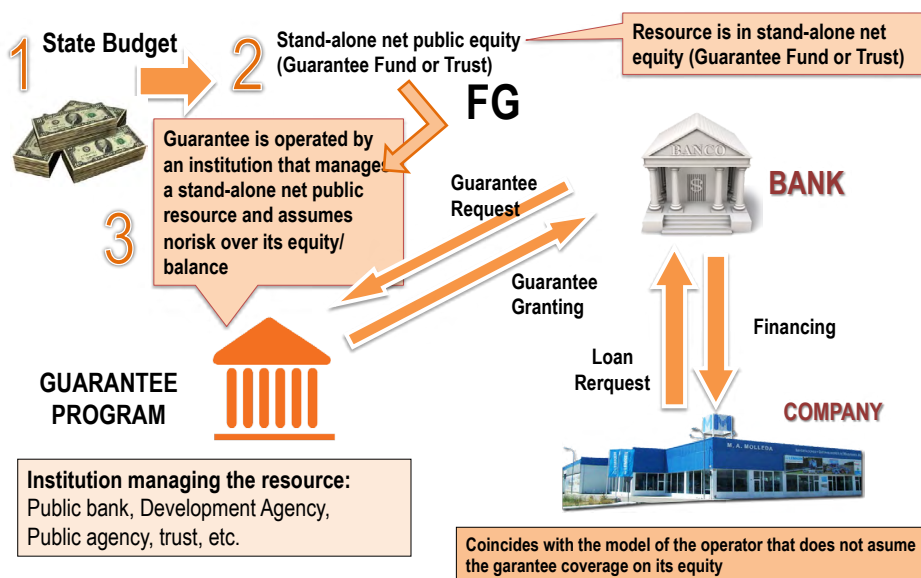 1
State Budget
2
Stand-alone net public equity
(Guarantee Fund or Trust)
Resource is in stand-alone net
equity (Guarantee Fund or Trust)
FG
3
Guarantee is operated by
an institution that manages
a stand-alone net public
resource and assumes
norisk over its equity/
balance
Guarantee
Request
BANCO
$
BANK
Guarantee
Granting
Loan
Rerquest
Financing
GUARANTEE
PROGRAM
COMPANY
M
M. A. MOLLEDA
Institution managing the resource:
Public bank, Development Agency,
Public agency, trust, etc.
Coincides with the model of the operator that does not asume
the garantee coverage on its equity